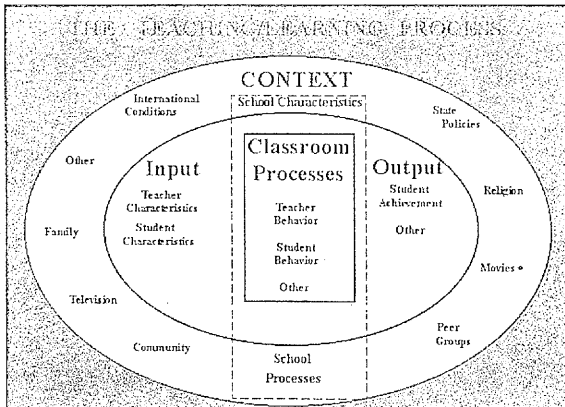 THE TEACHING/LEARNING PROCESS
CONTEXT
International
Conditions
School Characteristics
State
Policies
Other
Input
Classroom
Processes
Output
Teacher
Characteristics
Student
Characteristics
Teacher
Behavior
Student
Behavior
Other
Student
Achievement
Other
Religion
Family
Movies
Television
Peer
Groups
Community
School
Processes